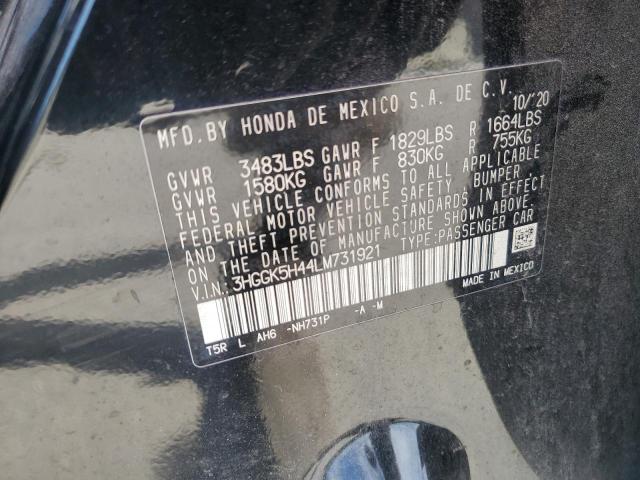 MFD. BY HONDA DE MEXICO S.A. DE C.V. 10/'20
GVWR 3483LBS GAWR F 1829LBS R 1664LBS
GVWR 1580KG GAWR F 830KG R 755KG
THIS VEHICLE CONFORMS TO ALL APPLICABLE
FEDERAL MOTOR VEHICLE SAFETY, BUMPER
AND THEFT PREVENTION STANDARDS IN EFFECT
ON THE DATE OF MANUFACTURE SHOWN ABOVE.
V.I.N.: 3HGGK5H44LM731921 TYPE:PASSENGER CAR
MADE IN MEXICO
T5R L AH6 -NH731P -A -M